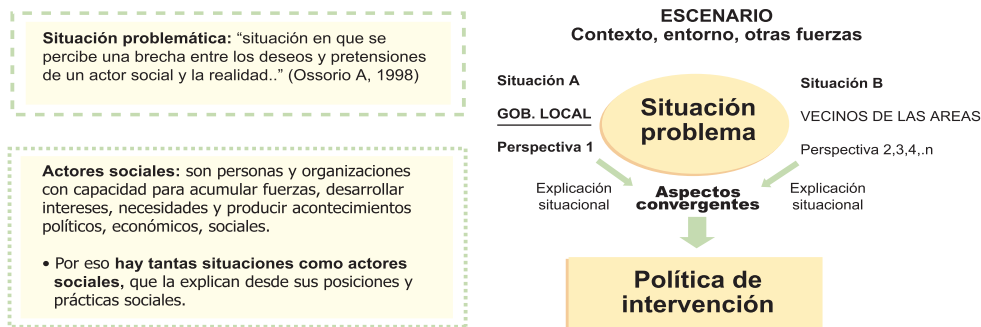 Situación problemática: “situación en que se
percibe una brecha entre los deseos y pretensiones
de un actor social y la realidad..” (Ossorio A, 1998)
Actores sociales: son personas y organizaciones
con capacidad para acumular fuerzas, desarrollar
intereses, necesidades y producir acontecimientos
políticos, económicos, sociales.
• Por eso hay tantas situaciones como actores
sociales, que la explican desde sus posiciones y
prácticas sociales.
ESCENARIO
Contexto, entorno, otras fuerzas
Situación A
GOB. LOCAL
Perspectiva 1
Situación
problema
Situación B
VECINOS DE LAS AREAS
Perspectiva 2,3,4,.n
Explicación
situacional
Aspectos
convergentes
Explicación
situacional
Política de
intervención